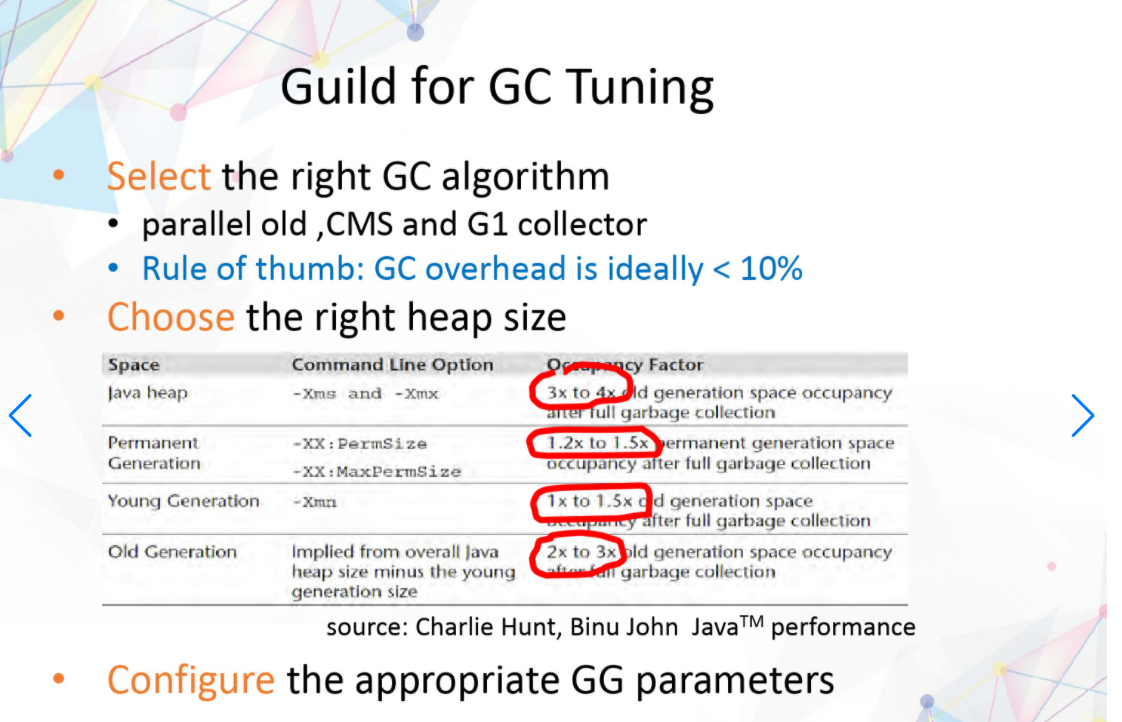 Guild for GC Tuning
• Select the right GC algorithm
• parallel old ,CMS and G1 collector
• Rule of thumb: GC overhead is ideally < 10%
• Choose the right heap size
Space Command Line Option Occupancy Factor
Java heap -Xms and -Xmx 3x to 4x old generation space occupancy
after full garbage collection
Permanent -XX:PermSize 1.2x to 1.5x permanent generation space
Generation -XX:MaxPermSize occupancy after full garbage collection
Young Generation -Xmn 1x to 1.5x old generation space
occupancy after full garbage collection
Old Generation Implied from overall Java 2x to 3x old generation space occupancy
heap size minus the young after full garbage collection
generation size
source: Charlie Hunt, Binu John Java™ performance
• Configure the appropriate GG parameters